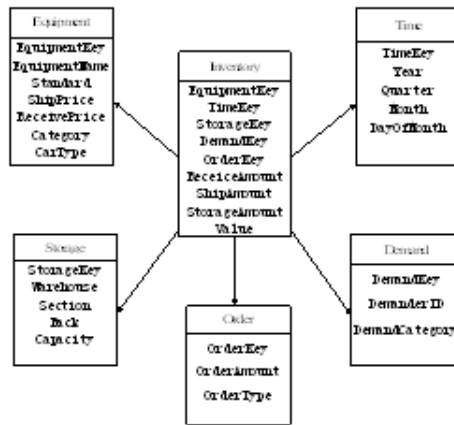 Equipment
EquipmentKey
EquipmentName
Standard
ShipPrice
ReceivePrice
Category
CarType
Inventory
EquipmentKey
TimeKey
StorageKey
DemandKey
OrderKey
ReceiceAmount
ShipAmount
StorageAmount
Value
Time
TimeKey
Year
Quarter
Month
DayOfMonth
Storage
StorageKey
Warehouse
Section
Capacity
Order
OrderKey
OrderAmount
OrderType
Demand
DemandKey
DemanderID
DemandCategory